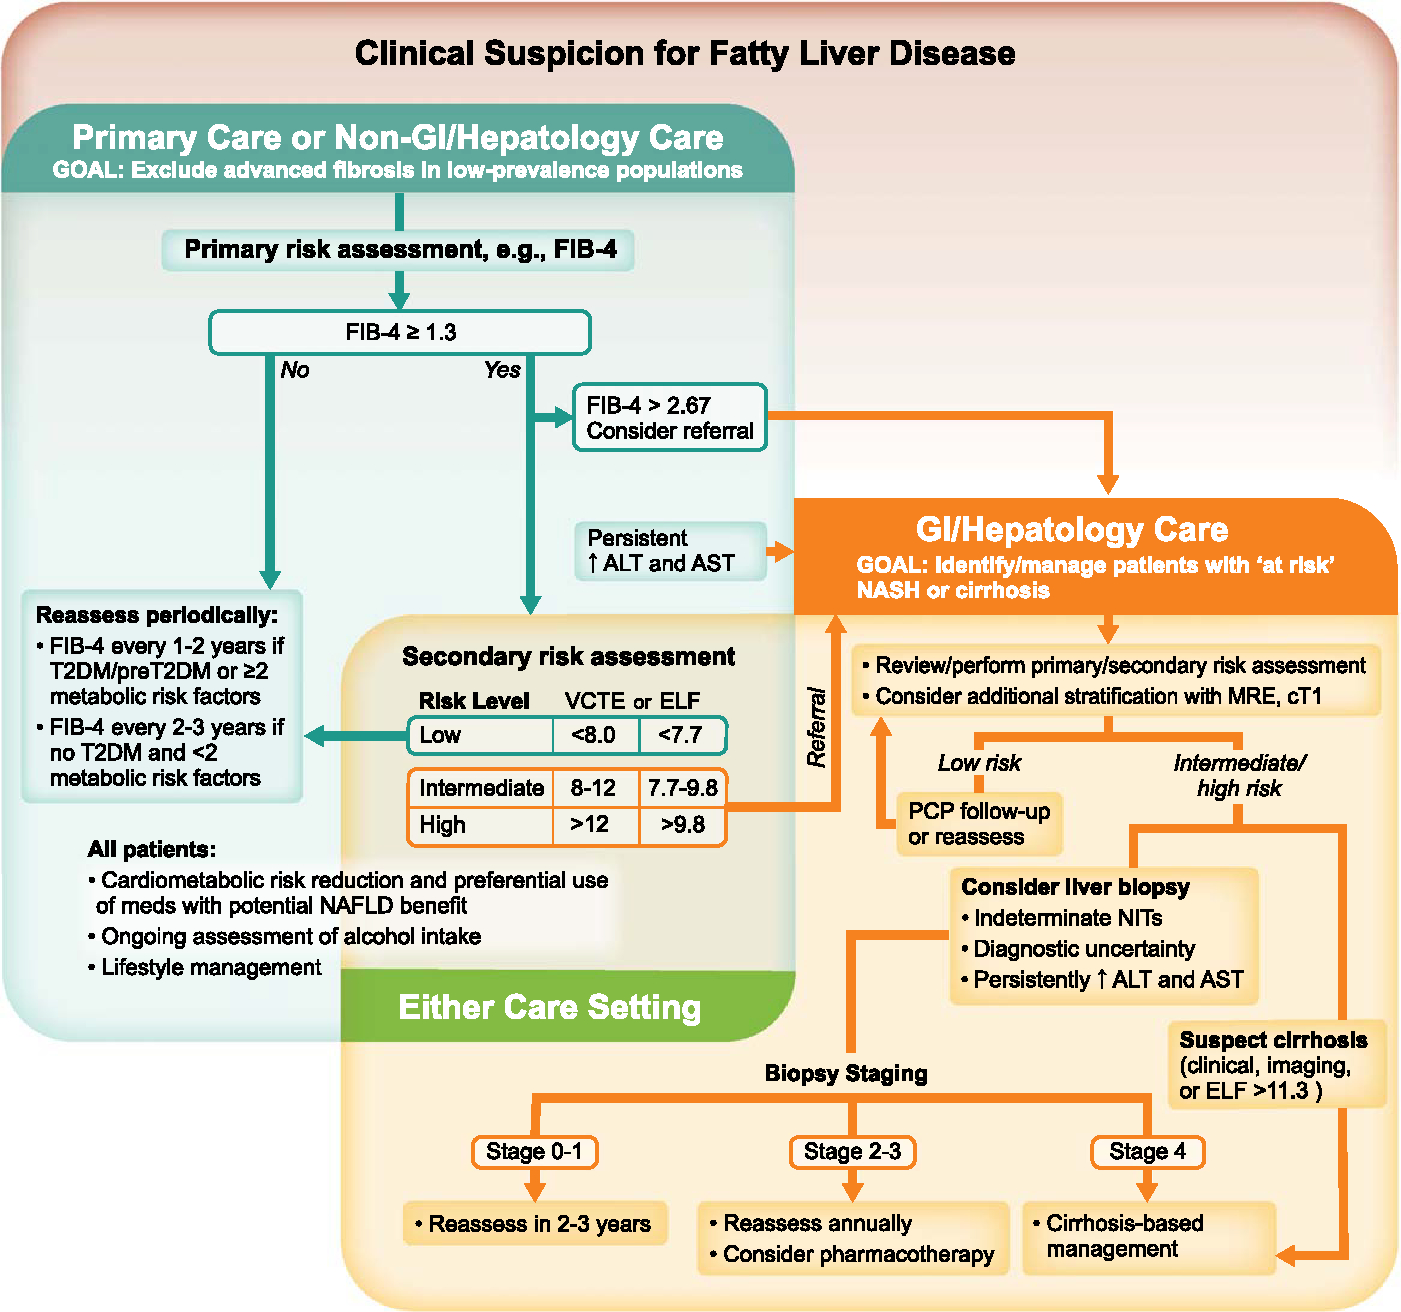 Clinical Suspicion for Fatty Liver Disease
Primary Care or Non-GI/Hepatology Care
GOAL: Exclude advanced fibrosis in low-prevalence populations
Primary risk assessment, e.g., FIB-4
FIB-4 ≥ 1.3
No
Yes
FIB-4 > 2.67
Consider referral
Persistent
↑ ALT and AST
GI/Hepatology Care
GOAL: Identify/manage patients with ‘at risk’
NASH or cirrhosis
Reassess periodically:
• FIB-4 every 1-2 years if
T2DM/preT2DM or ≥2
metabolic risk factors
• FIB-4 every 2-3 years if
no T2DM and <2
metabolic risk factors
Secondary risk assessment
Risk Level VCTE or ELF
Low <8.0 <7.7
Intermediate 8-12 7.7-9.8
High >12 >9.8
Referral
• Review/perform primary/secondary risk assessment
• Consider additional stratification with MRE, cT1
Low risk
Intermediate/
high risk
PCP follow-up
or reassess
All patients:
• Cardiometabolic risk reduction and preferential use
of meds with potential NAFLD benefit
• Ongoing assessment of alcohol intake
• Lifestyle management
Either Care Setting
Consider liver biopsy
• Indeterminate NITs
• Diagnostic uncertainty
• Persistently ↑ ALT and AST
Suspect cirrhosis
(clinical, imaging,
or ELF >11.3 )
Biopsy Staging
Stage 0-1
Stage 2-3
Stage 4
• Reassess in 2-3 years
• Reassess annually
• Consider pharmacotherapy
• Cirrhosis-based
management